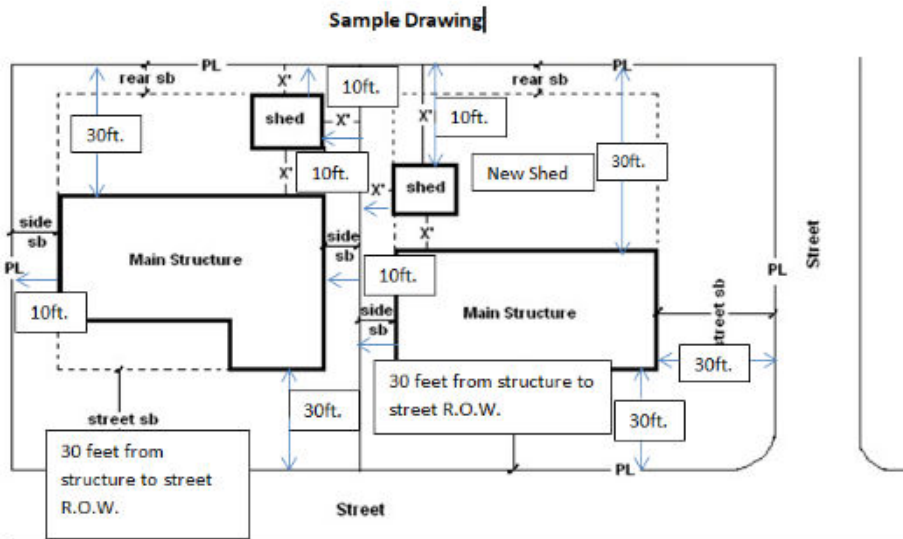 Sample Drawing
PL
PL
rear sb
rear sb
X'
10ft.
shed
X'
X'
10ft.
30ft.
30ft.
10ft.
New Shed
X'
X'
shed
X'
side
sb
side
sb
Main Structure
PL
PL
Street
10ft.
10ft.
side
sb
Main Structure
street sb
30ft.
30 feet from structure to
street R.O.W.
30ft.
30ft.
street sb
30 feet from
structure to street
R.O.W.
PL
Street